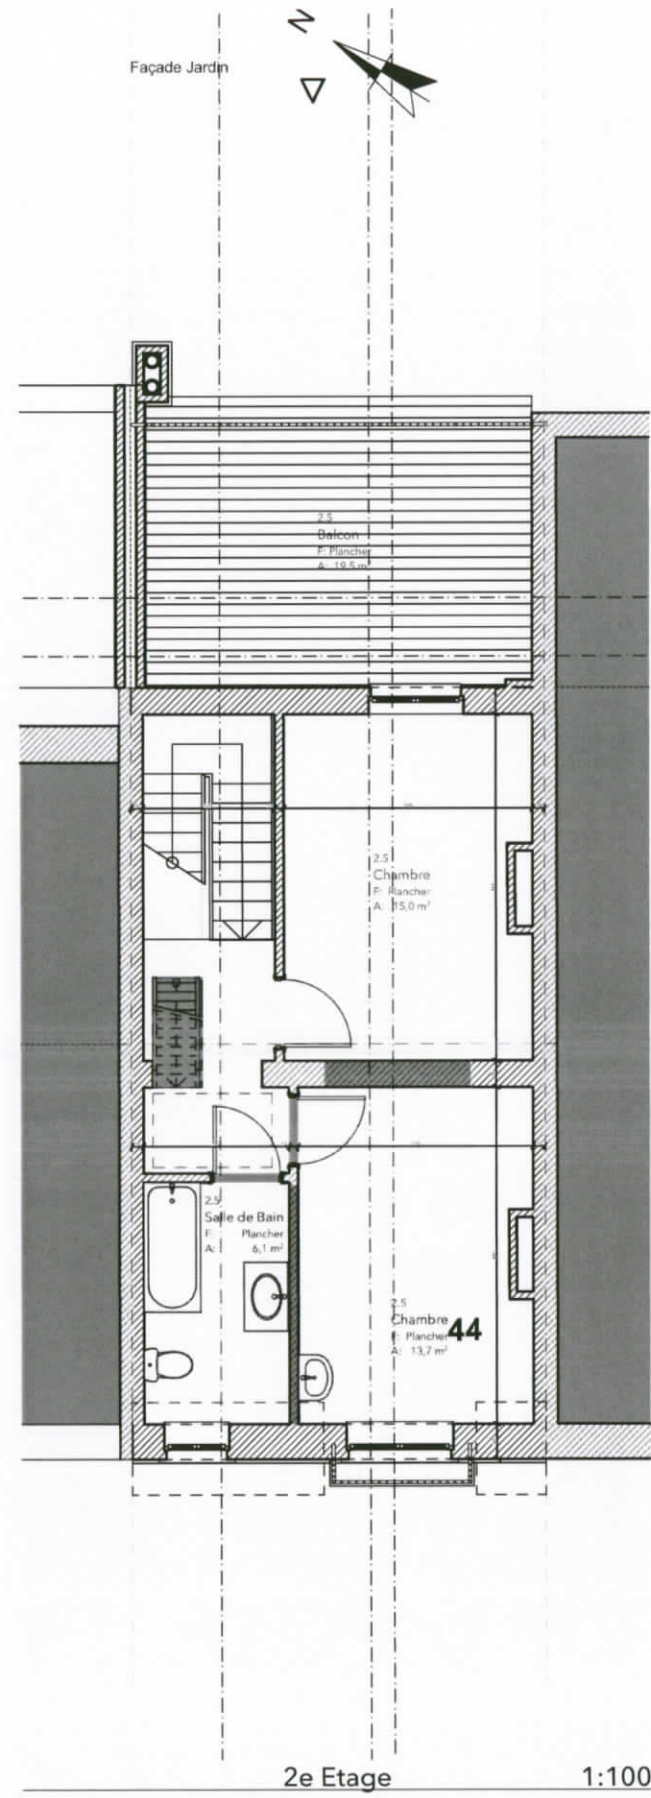 N
Façade Jardin
2.5
Balcon
F: Plancher
A: 19,5 m²
2.5
Chambre
F: Plancher
A: 15,0 m²
2.5
Salle de Bain
F: Plancher
A: 6,1 m²
2.5
Chambre
F: Plancher
A: 13,7 m²
44
2e Etage
1:100